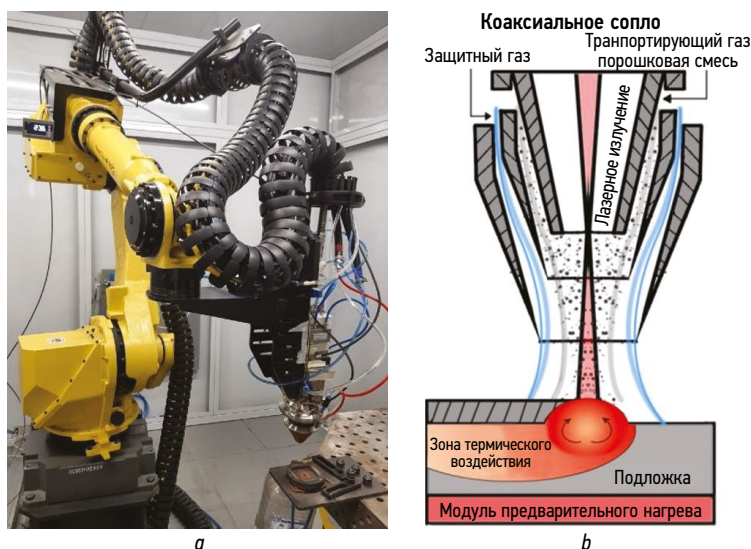 Коаксиальное сопло
Защитный газ
Транпортирующий газ
порошковая смесь
Лазерное излучение
Зона термического
воздействия
Подложка
Модуль предварительного нагрева
a
b